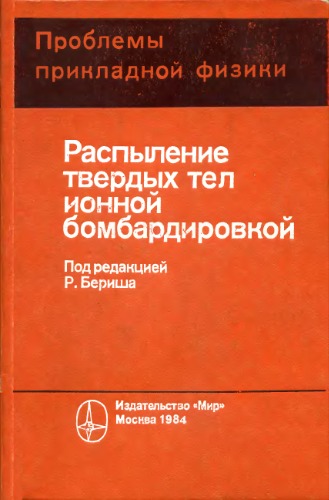 Проблемы
прикладной физики
Распыление
твердых тел
ионной
бомбардировкой
Под редакцией
Р. Бериша
Издательство «Мир»
Москва 1984